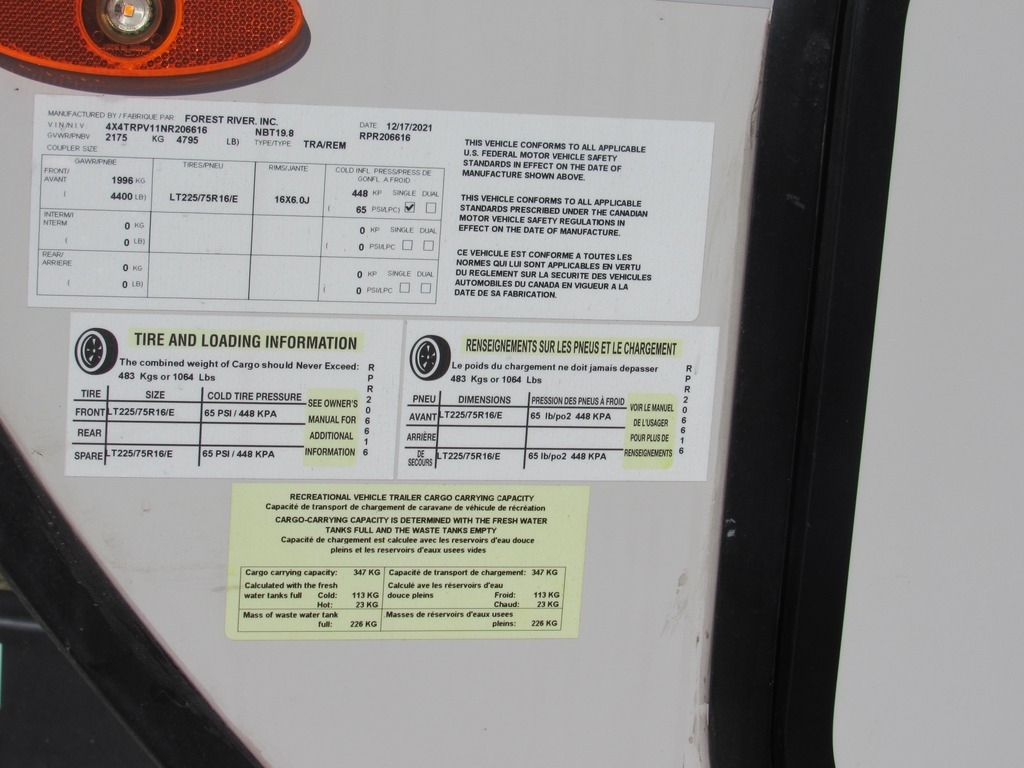 MANUFACTURED BY / FABRIQUE PAR FOREST RIVER. INC.
DATE 12/17/2021
VIN/NIV 4X4TRPV11NR206616 NBT19.8 RPR206616
GVWR/PNBV 2175 KG 4795 LB) TYPE/TYPE TRA/REM
COUPLER SIZE
GAWR/PNBE TIRES/PNEU RIMS/JANTE COLD INFL PRESS/PRESS DE
GONFL A FROID
FRONT/
AVANT 1996 KG 448 KP SINGLE DUAL
( 4400 LB) LT225/75R16/E 16X6.0J ( 65 PSI/LPC)
INTERM/I
NTERM 0 KG 0 KP SINGLE DUAL
( 0 LB) ( 0 PSI/LPC
REAR/
ARRIERE 0 KG 0 KP SINGLE DUAL
( 0 LB) ( 0 PSI/LPC
THIS VEHICLE CONFORMS TO ALL APPLICABLE
U.S. FEDERAL MOTOR VEHICLE SAFETY
STANDARDS IN EFFECT ON THE DATE OF
MANUFACTURE SHOWN ABOVE.
THIS VEHICLE CONFORMS TO ALL APPLICABLE
STANDARDS PRESCRIBED UNDER THE CANADIAN
MOTOR VEHICLE SAFETY REGULATIONS IN
EFFECT ON THE DATE OF MANUFACTURE.
CE VEHICULE EST CONFORME A TOUTES LES
NORMES QUI LUI SONT APPLICABLES EN VERTU
DU REGLEMENT SUR LA SECURITE DES VEHICULES
AUTOMOBILES DU CANADA EN VIGUEUR A LA
DATE DE SA FABRICATION.
TIRE AND LOADING INFORMATION
The combined weight of Cargo should Never Exceed:
483 Kgs or 1064 Lbs
TIRE SIZE COLD TIRE PRESSURE
FRONT LT225/75R16/E 65 PSI / 448 KPA
REAR
SPARE LT225/75R16/E 65 PSI / 448 KPA
SEE OWNER'S
MANUAL FOR
ADDITIONAL
INFORMATION
RPR206616
RENSEIGNEMENTS SUR LES PNEUS ET LE CHARGEMENT
Le poids du chargement ne doit jamais depasser
483 Kgs or 1064 Lbs
PNEU DIMENSIONS PRESSION DES PNEUS À FROID
AVANT LT225/75R16/E 65 lb/po2 448 KPA
ARRIÈRE
DE
SECOURS LT225/75R16/E 65 lb/po2 448 KPA
VOIR LE MANUEL
DE L'USAGER
POUR PLUS DE
RENSEIGNEMENTS
RPR206616
RECREATIONAL VEHICLE TRAILER CARGO CARRYING CAPACITY
Capacité de transport de chargement de caravane de véhicule de récréation
CARGO-CARRYING CAPACITY IS DETERMINED WITH THE FRESH WATER
TANKS FULL AND THE WASTE TANKS EMPTY
Capacité de chargement est calculee avec les reservoirs d'eau douce
pleins et les reservoirs d'eaux usees vides
Cargo carrying capacity: 347 KG Capacité de transport de chargement: 347 KG
Calculated with the fresh Calculé ave les réservoirs d'eau
water tanks full Cold: 113 KG douce pleins Froid: 113 KG
Hot: 23 KG Chaud: 23 KG
Mass of waste water tank Masses de réservoirs d'eaux usees
full: 226 KG pleins: 226 KG